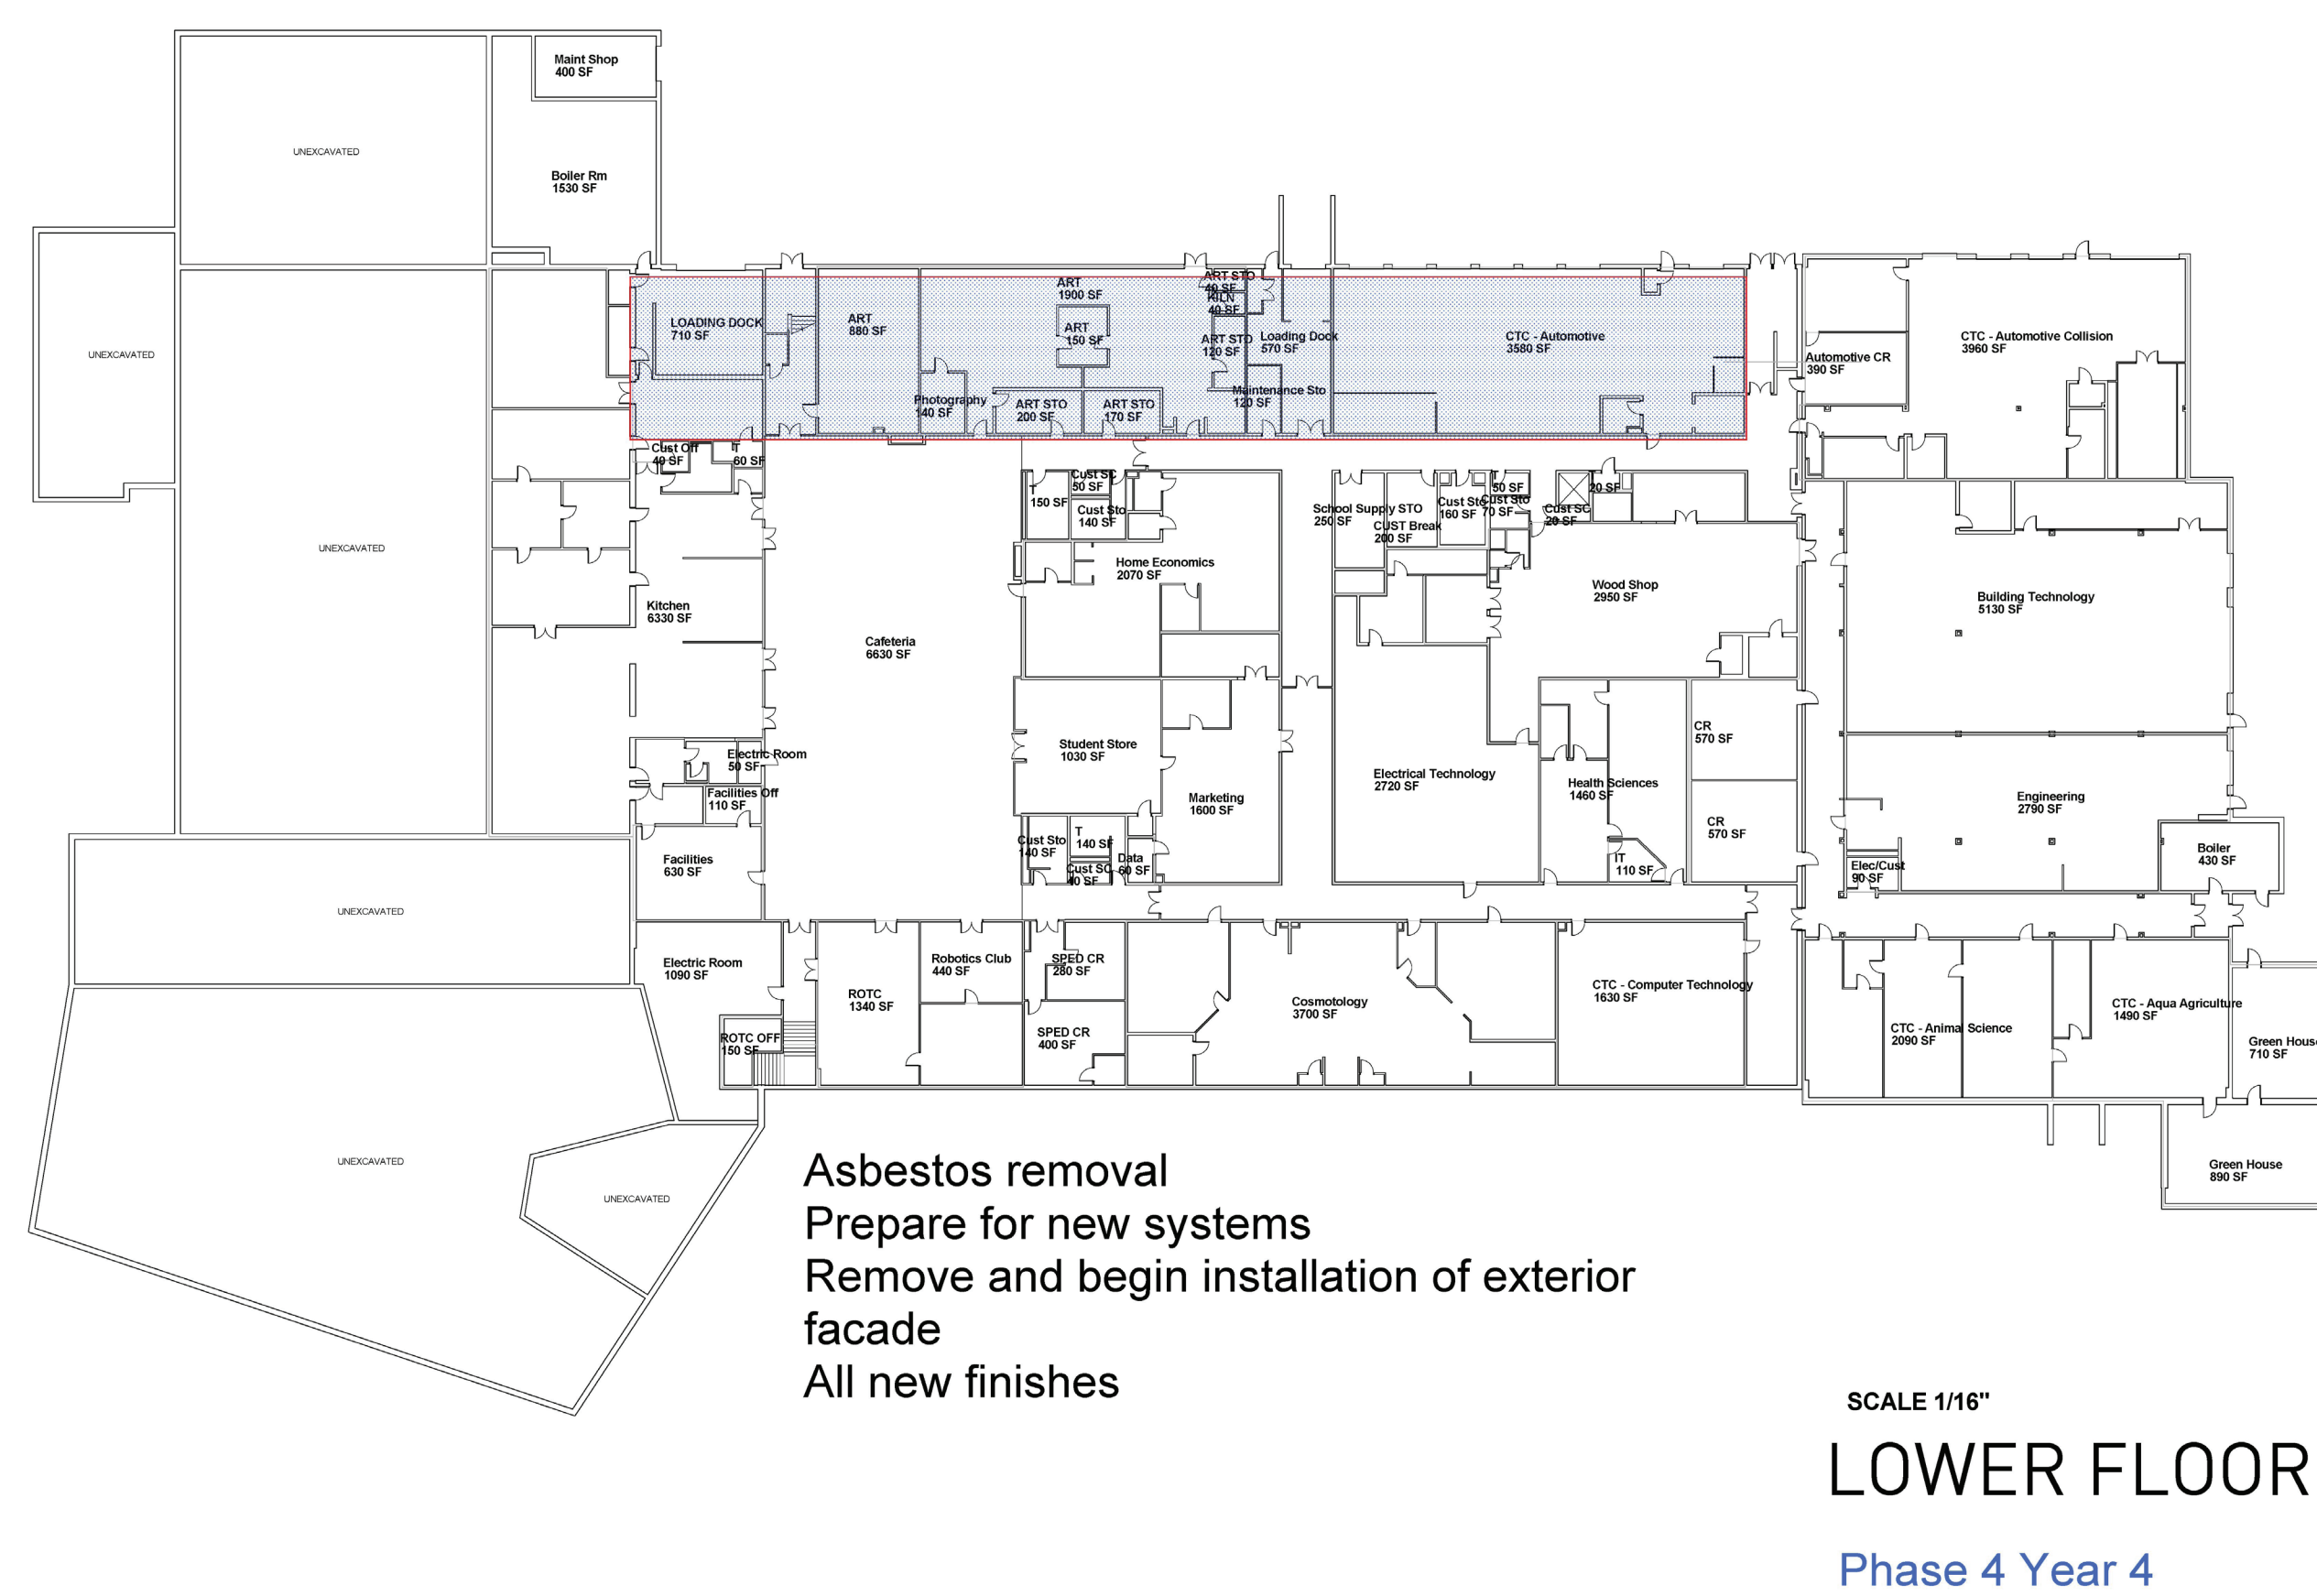 Maint Shop
400 SF
UNEXCAVATED
Boiler Rm
1530 SF
UNEXCAVATED
LOADING DOCK
710 SF
ART
880 SF
ART
1900 SF
ART
150 SF
ART STO
40 SF
KILN
40 SF
ART STO
120 SF
Loading Dock
570 SF
CTC - Automotive
3580 SF
Photography
140 SF
ART STO
200 SF
ART STO
170 SF
Maintenance Sto
120 SF
Automotive CR
390 SF
CTC - Automotive Collision
3960 SF
Cust Off
40 SF
T
60 SF
T
150 SF
Cust SC
50 SF
Cust Sto
140 SF
School Supply STO
250 SF
CUST Break
200 SF
Cust Sto
160 SF
T
50 SF
Cust Sto
70 SF
Cust SC
20 SF
20 SF
UNEXCAVATED
Kitchen
6330 SF
Cafeteria
6630 SF
Home Economics
2070 SF
Wood Shop
2950 SF
Building Technology
5130 SF
Electric Room
50 SF
Facilities Off
110 SF
Student Store
1030 SF
Marketing
1600 SF
Electrical Technology
2720 SF
Health Sciences
1460 SF
CR
570 SF
CR
570 SF
Engineering
2790 SF
Facilities
630 SF
Cust Sto
140 SF
T
140 SF
Cust SC
40 SF
Data
60 SF
IT
110 SF
Elec/Cust
90 SF
Boiler
430 SF
UNEXCAVATED
Electric Room
1090 SF
ROTC OFF
150 SF
ROTC
1340 SF
Robotics Club
440 SF
SPED CR
280 SF
SPED CR
400 SF
Cosmotology
3700 SF
CTC - Computer Technology
1630 SF
CTC - Animal Science
2090 SF
CTC - Aqua Agriculture
1490 SF
Green Hous
710 SF
Green House
890 SF
UNEXCAVATED
UNEXCAVATED
Asbestos removal
Prepare for new systems
Remove and begin installation of exterior
facade
All new finishes
SCALE 1/16"
LOWER FLOOR
Phase 4 Year 4